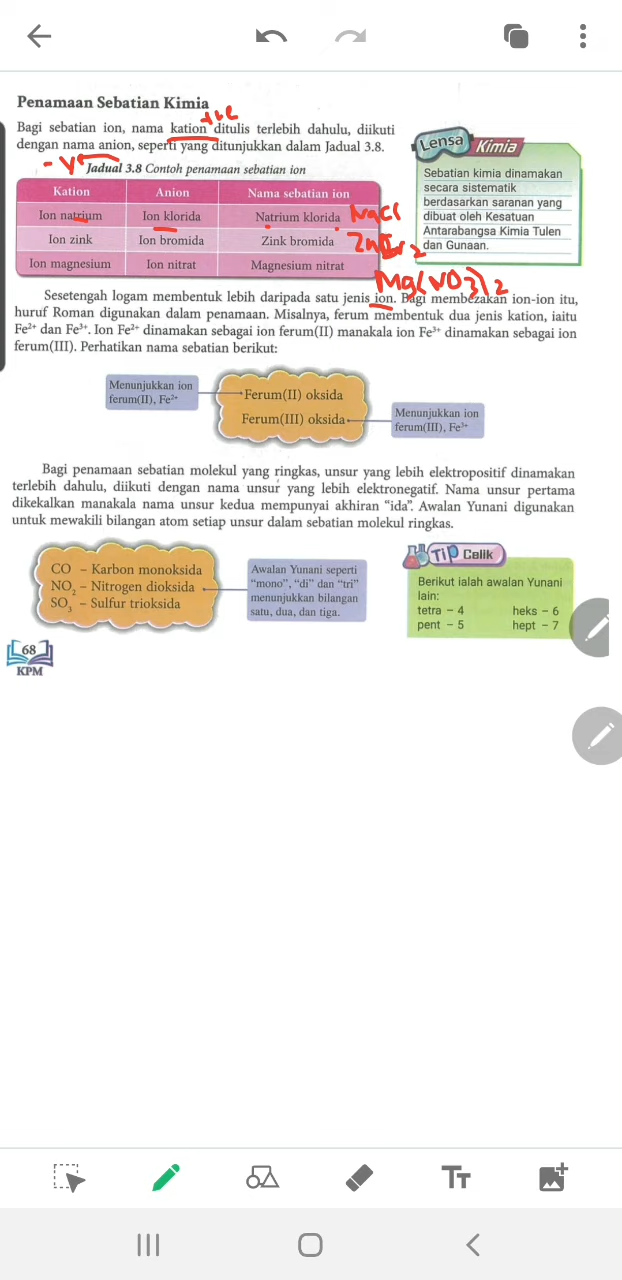 Penamaan Sebatian Kimia
+ve
Bagi sebatian ion, nama kation ditulis terlebih dahulu, diikuti
dengan nama anion, seperti yang ditunjukkan dalam Jadual 3.8.
Jadual 3.8 Contoh penamaan sebatian ion
Kation Anion Nama sebatian ion
Ion natrium Ion klorida Natrium klorida NaCl
Ion zink Ion bromida Zink bromida
Ion magnesium Ion nitrat Magnesium nitrat
Mg(NO3)2
Lensa Kimia
Sebatian kimia dinamakan
secara sistematik
berdasarkan saranan yang
dibuat oleh Kesatuan
Antarabangsa Kimia Tulen
dan Gunaan.
Sesetengah logam membentuk lebih daripada satu jenis ion. Bagi membezakan ion-ion itu,
huruf Roman digunakan dalam penamaan. Misalnya, ferum membentuk dua jenis kation, iaitu
Fe²⁺ dan Fe³⁺. Ion Fe²⁺ dinamakan sebagai ion ferum(II) manakala ion Fe³⁺ dinamakan sebagai ion
ferum(III). Perhatikan nama sebatian berikut:
Menunjukkan ion
ferum(II), Fe²⁺
Ferum(II) oksida
Ferum(III) oksida
Menunjukkan ion
ferum(III), Fe³⁺
Bagi penamaan sebatian molekul yang ringkas, unsur yang lebih elektropositif dinamakan
terlebih dahulu, diikuti dengan nama unsur yang lebih elektronegatif. Nama unsur pertama
dikekalkan manakala nama unsur kedua mempunyai akhiran “ida”. Awalan Yunani digunakan
untuk mewakili bilangan atom setiap unsur dalam sebatian molekul ringkas.
CO – Karbon monoksida
NO₂ – Nitrogen dioksida
SO₃ – Sulfur trioksida
Awalan Yunani seperti
“mono”, “di” dan “tri”
menunjukkan bilangan
satu, dua, dan tiga.
Tip Celik
Berikut ialah awalan Yunani
lain:
tetra – 4 heks – 6
pent – 5 hept – 7
68
KPM
TT